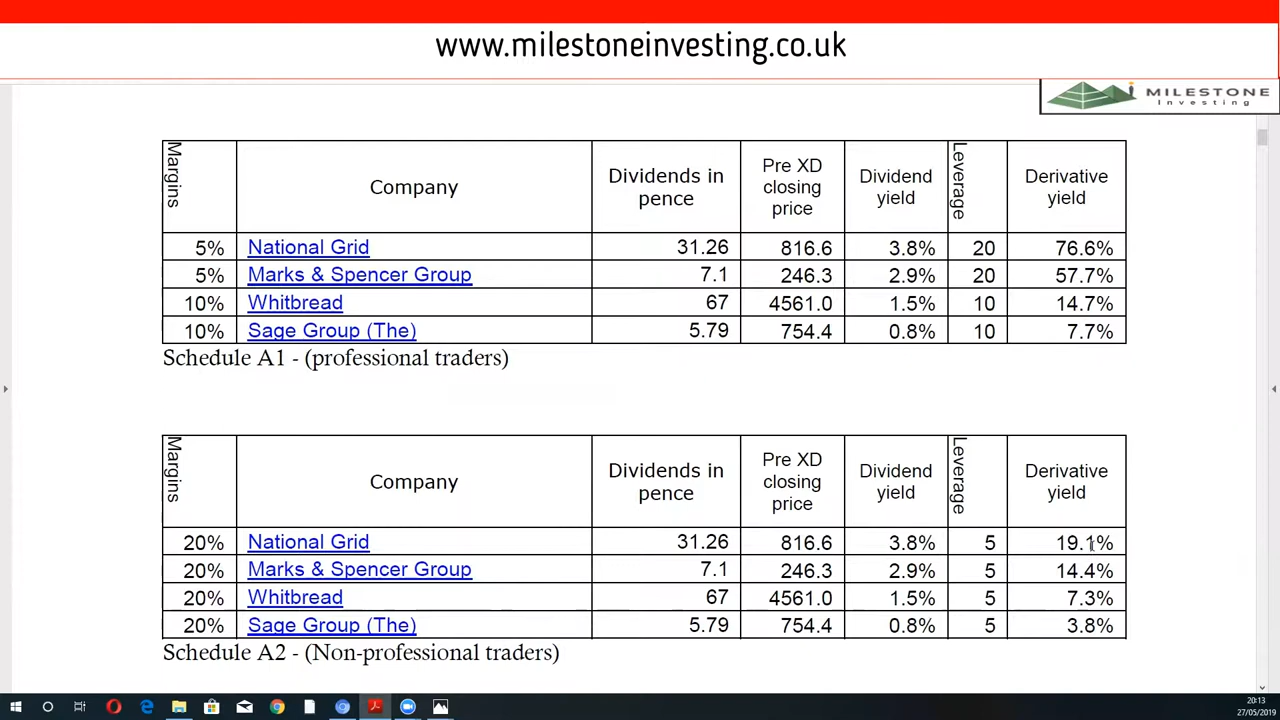 www.milestoneinvesting.co.uk
MILESTONE
Investing
Margins Company Dividends in pence Pre XD closing price Dividend yield Leverage Derivative yield
5% National Grid 31.26 816.6 3.8% 20 76.6%
5% Marks & Spencer Group 7.1 246.3 2.9% 20 57.7%
10% Whitbread 67 4561.0 1.5% 10 14.7%
10% Sage Group (The) 5.79 754.4 0.8% 10 7.7%
Schedule A1 - (professional traders)
Margins Company Dividends in pence Pre XD closing price Dividend yield Leverage Derivative yield
20% National Grid 31.26 816.6 3.8% 5 19.1%
20% Marks & Spencer Group 7.1 246.3 2.9% 5 14.4%
20% Whitbread 67 4561.0 1.5% 5 7.3%
20% Sage Group (The) 5.79 754.4 0.8% 5 3.8%
Schedule A2 - (Non-professional traders)
20:13
27/05/2019